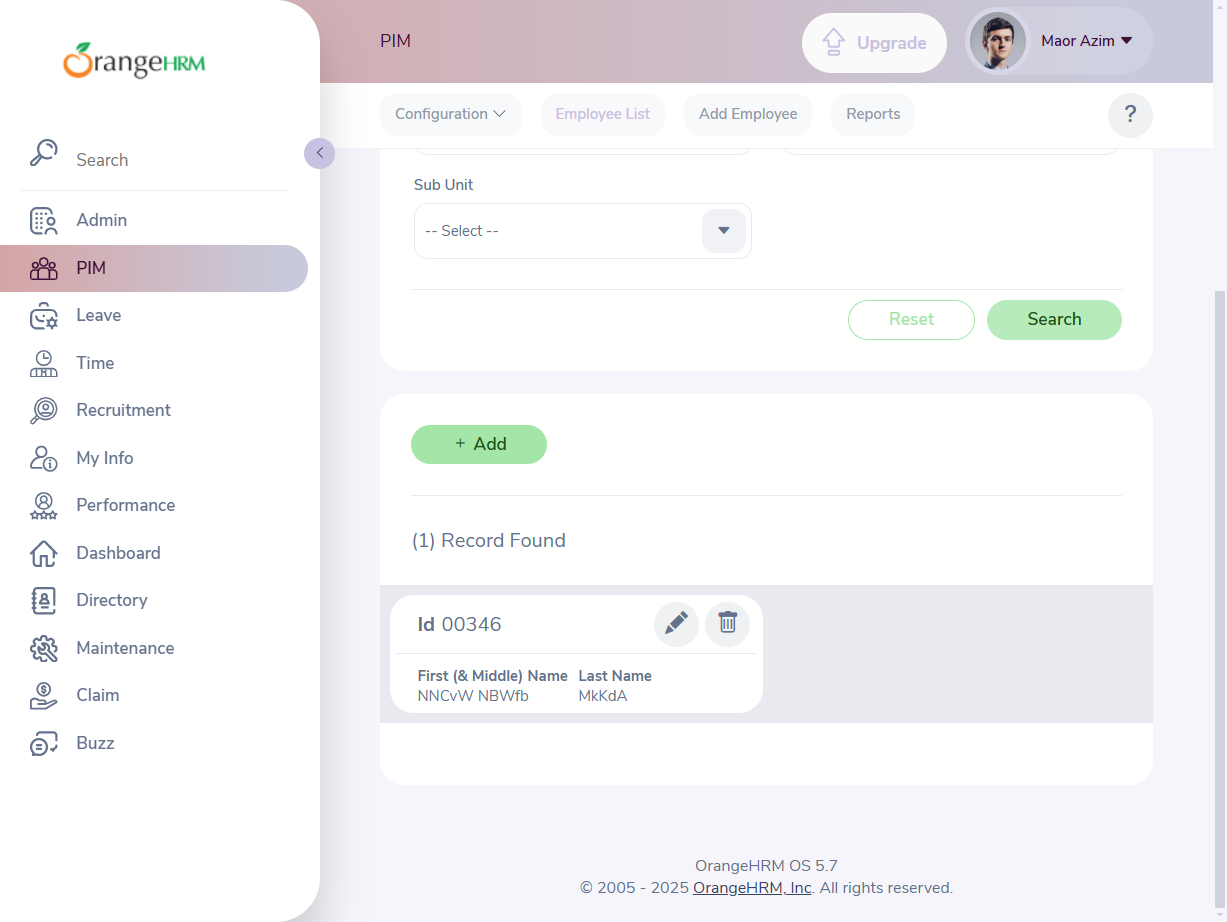 OrangeHRM
PIM
Upgrade
Maor Azim
Configuration
Employee List
Add Employee
Reports
?
Search
Admin
PIM
Leave
Time
Recruitment
My Info
Performance
Dashboard
Directory
Maintenance
Claim
Buzz
Sub Unit
-- Select --
Reset
Search
+ Add
(1) Record Found
Id 00346
First (& Middle) Name Last Name
NNCvW NBWfb MkKdA
OrangeHRM OS 5.7
© 2005 - 2025 OrangeHRM, Inc. All rights reserved.